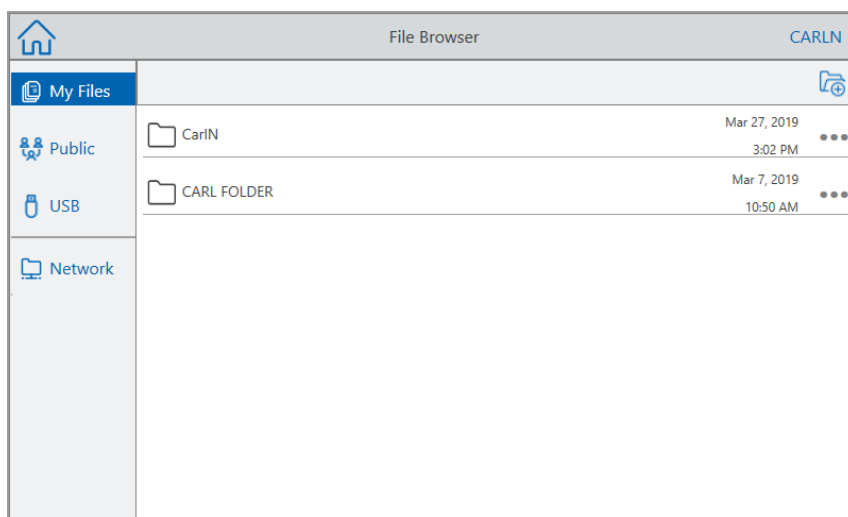 File Browser
CARLN
My Files
Public
USB
Network
CarlN
Mar 27, 2019
3:02 PM
CARL FOLDER
Mar 7, 2019
10:50 AM